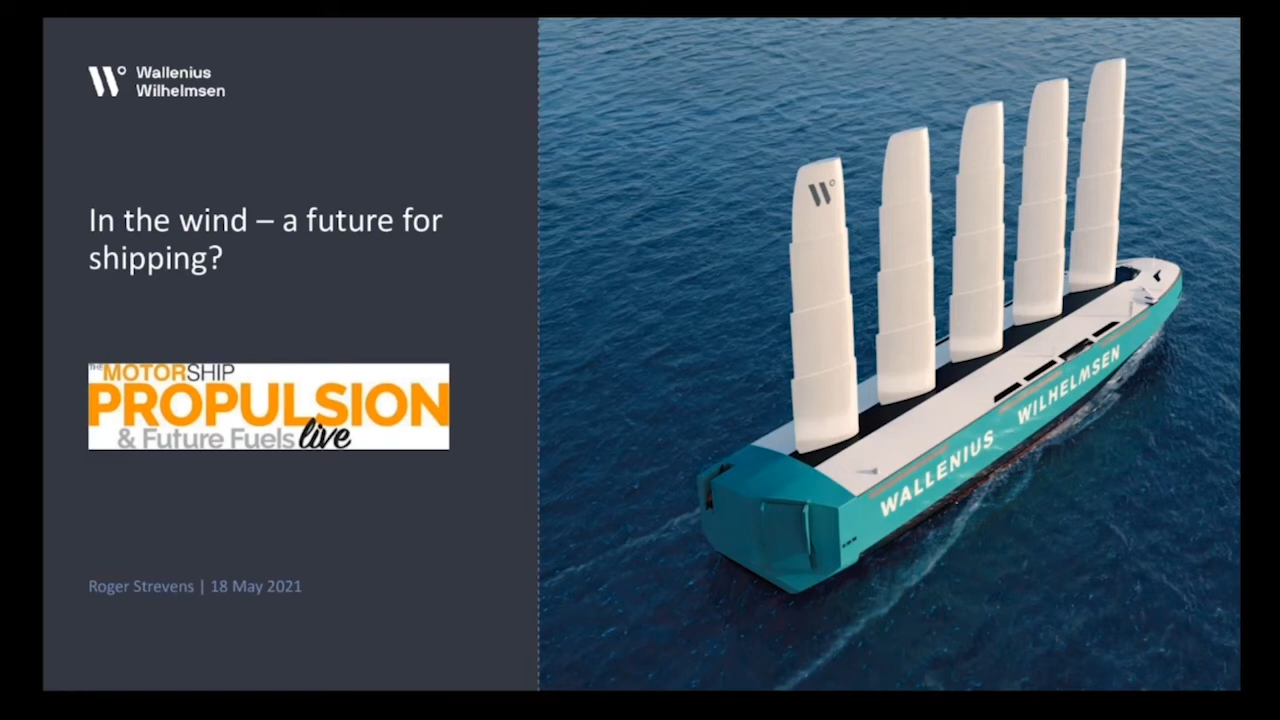 Wallenius
Wilhelmsen
In the wind – a future for
shipping?
THE MOTORSHIP
PROPULSION
& Future Fuels live
Roger Strevens | 18 May 2021
WALLENIUS WILHELMSEN